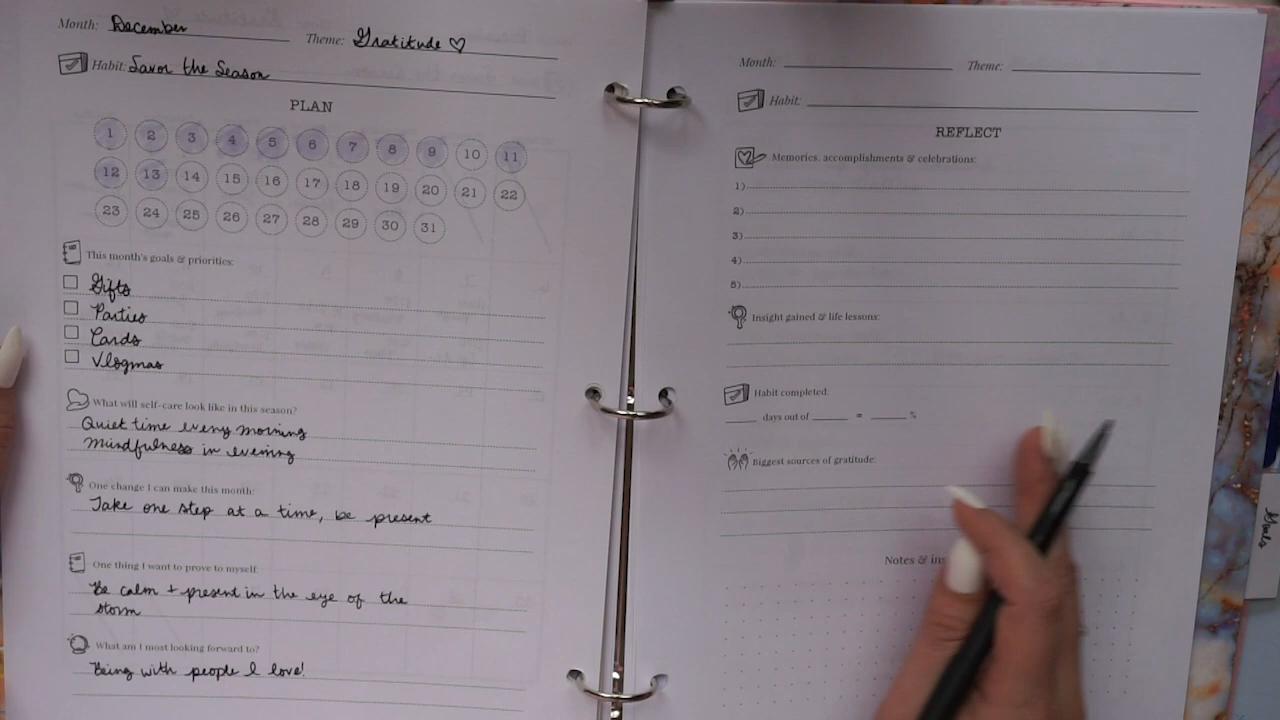 Month: December Theme: Gratitude ♡
Habit: Savor the Season
PLAN
1 2 3 4 5 6 7 8 9 10 11
12 13 14 15 16 17 18 19 20 21 22
23 24 25 26 27 28 29 30 31
This month's goals & priorities:
Gifts
Parties
Cards
Vlogmas
What will self-care look like in this season?
Quiet time every morning
Mindfulness in evening
One change I can make this month:
Take one step at a time, be present
One thing I want to prove to myself:
Be calm + present in the eye of the
storm
What am I most looking forward to?
Being with people I love!
Month: Theme:
Habit:
REFLECT
Memories, accomplishments & celebrations:
1)
2)
3)
4)
5)
Insight gained & life lessons:
Habit completed:
days out of = %
Biggest sources of gratitude:
Notes &
Goals